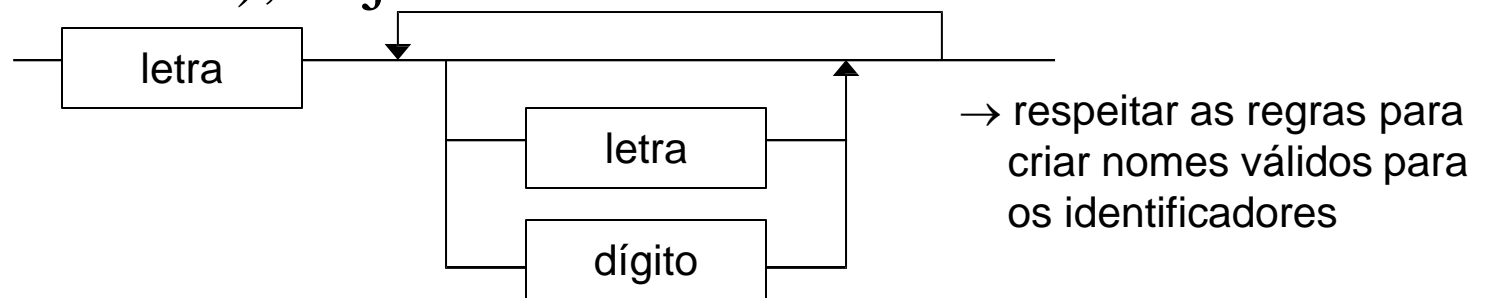 letra
letra
dígito
→ respeitar as regras para
criar nomes válidos para
os identificadores